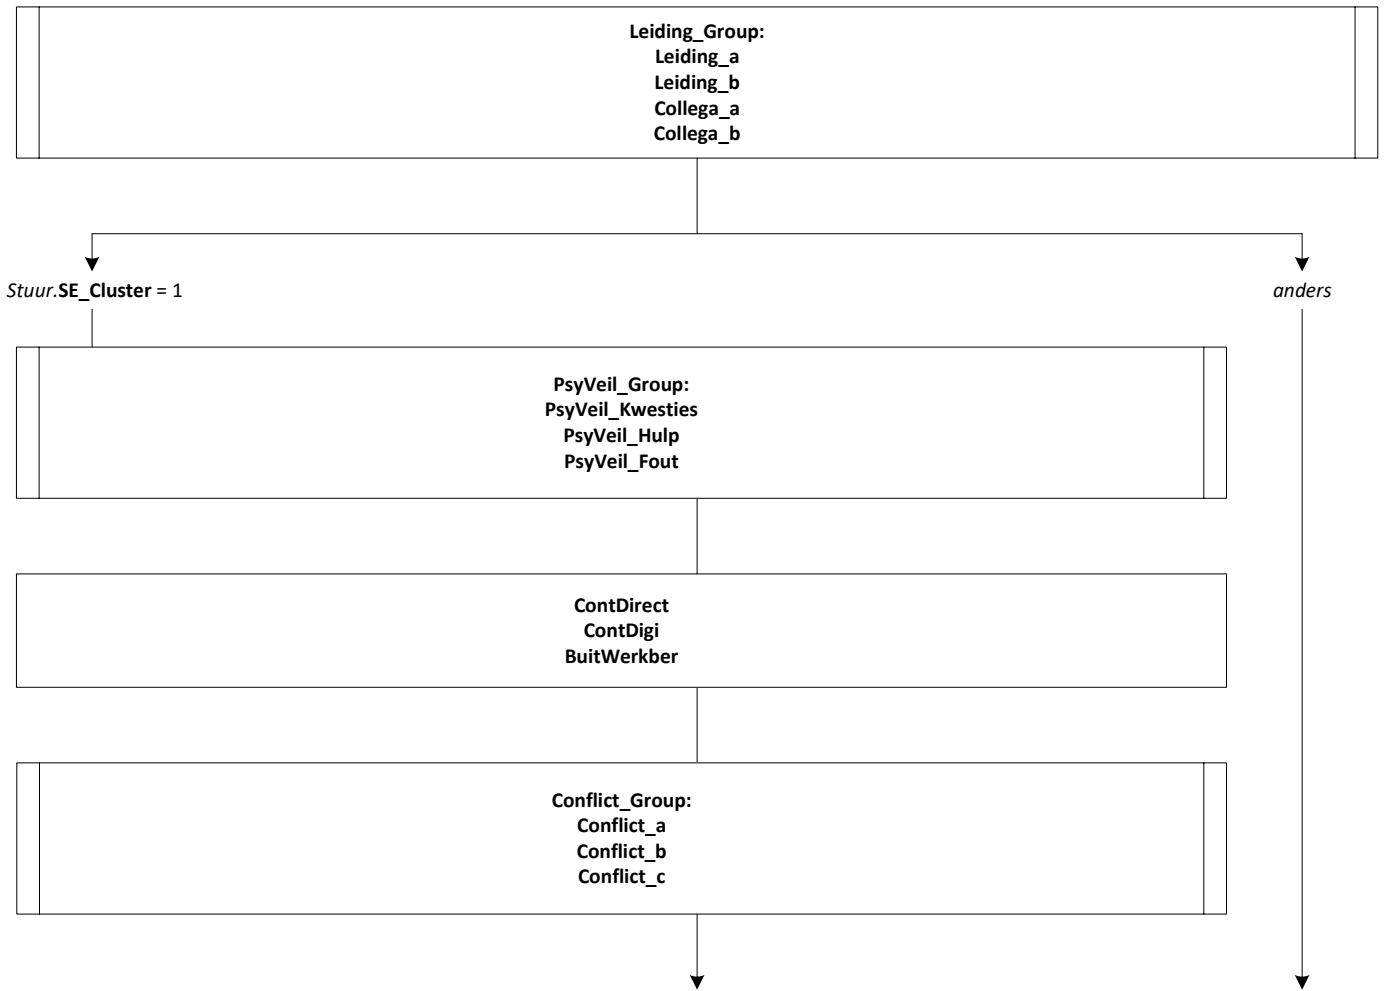 Leiding_Group:
Leiding_a
Leiding_b
Collega_a
Collega_b
Stuur.SE_Cluster = 1
anders
PsyVeil_Group:
PsyVeil_Kwesties
PsyVeil_Hulp
PsyVeil_Fout
ContDirect
ContDigi
BuitWerkber
Conflict_Group:
Conflict_a
Conflict_b
Conflict_c